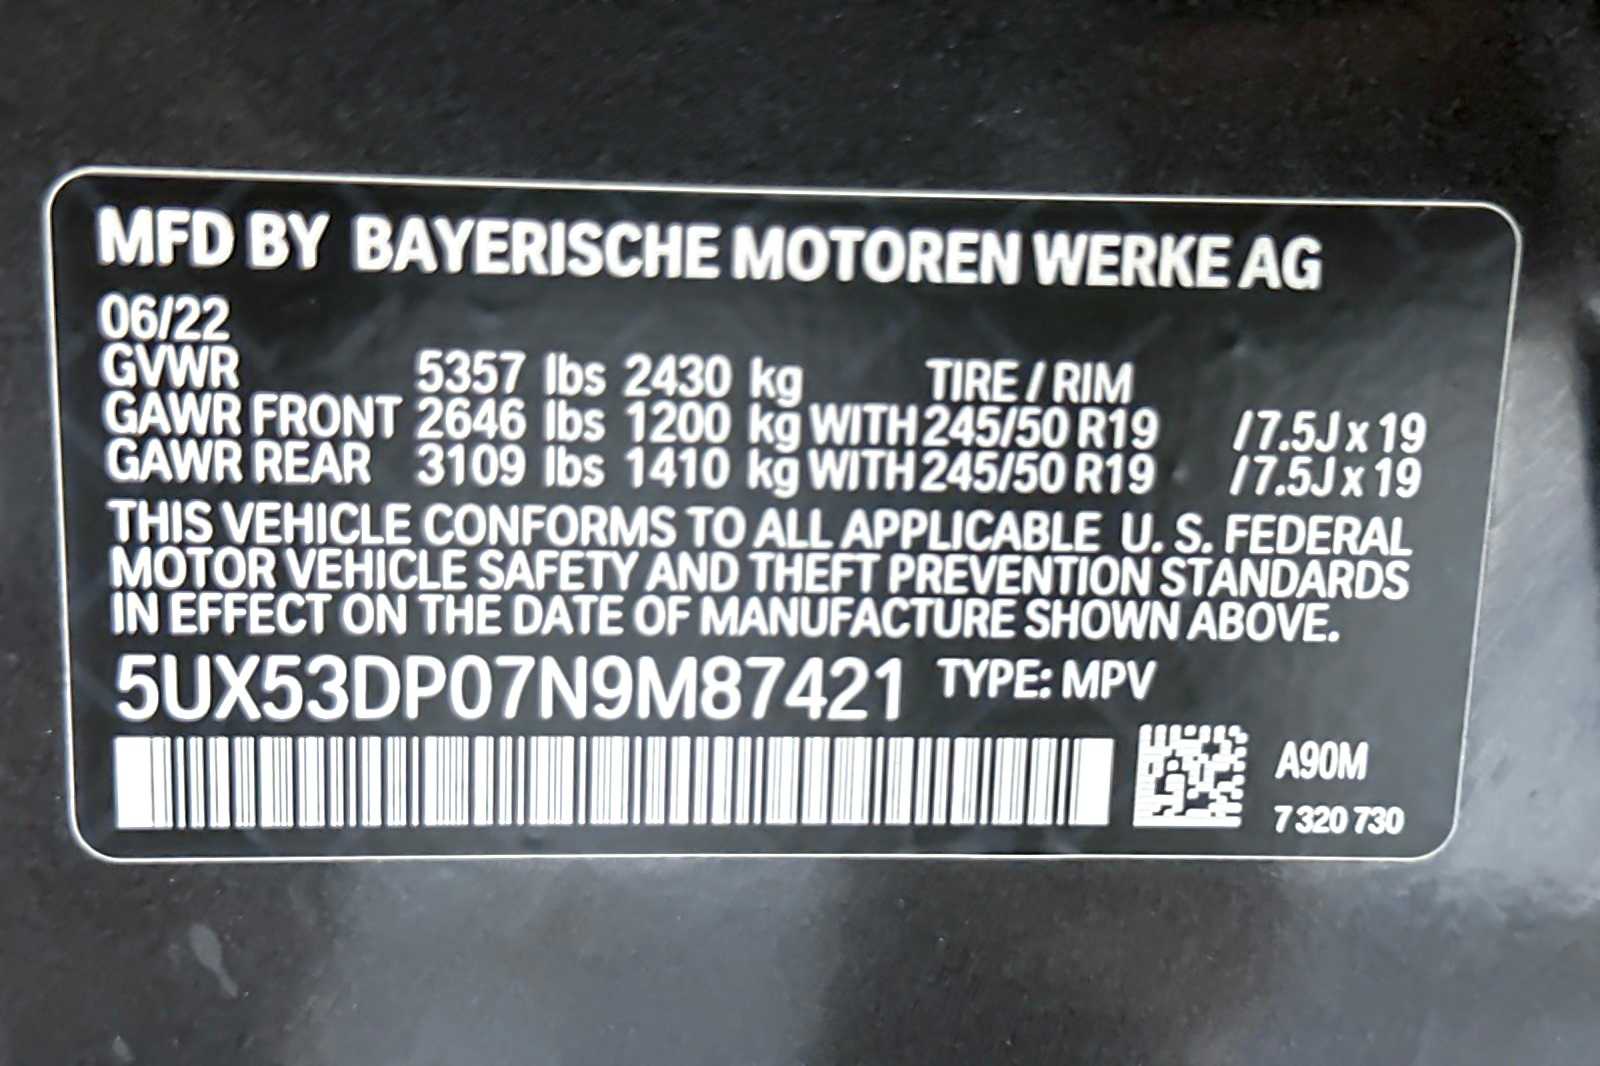 MFD BY BAYERISCHE MOTOREN WERKE AG
06/22
GVWR 5357 lbs 2430 kg TIRE / RIM
GAWR FRONT 2646 lbs 1200 kg WITH 245/50 R19 / 7.5J x 19
GAWR REAR 3109 lbs 1410 kg WITH 245/50 R19 / 7.5J x 19
THIS VEHICLE CONFORMS TO ALL APPLICABLE U. S. FEDERAL
MOTOR VEHICLE SAFETY AND THEFT PREVENTION STANDARDS
IN EFFECT ON THE DATE OF MANUFACTURE SHOWN ABOVE.
5UX53DP07N9M87421 TYPE: MPV
A90M
7 320 730